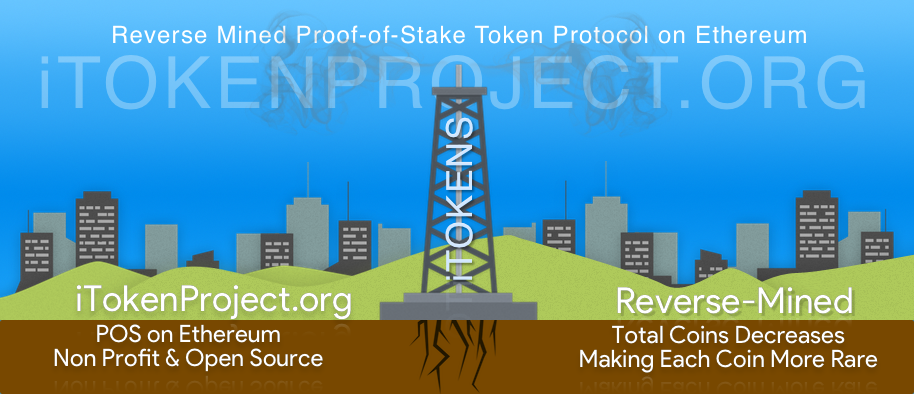 Reverse Mined Proof-of-Stake Token Protocol on Ethereum
iTOKENPROJECT.ORG
iTOKENS
iTokenProject.org
POS on Ethereum
Non Profit & Open Source
Reverse-Mined
Total Coins Decreases
Making Each Coin More Rare